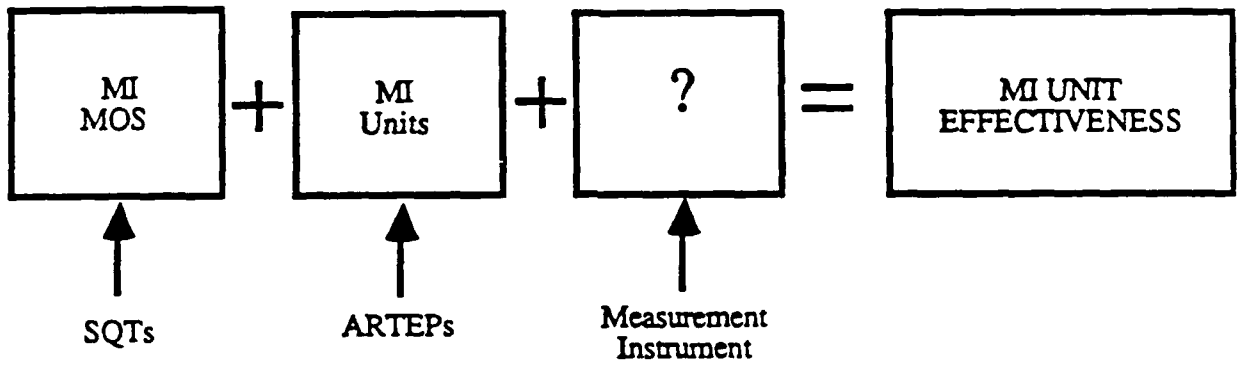 MI
MOS
+
MI
Units
+
?
=
MI UNIT
EFFECTIVENESS
SQTs
ARTEPs
Measurement
Instrument